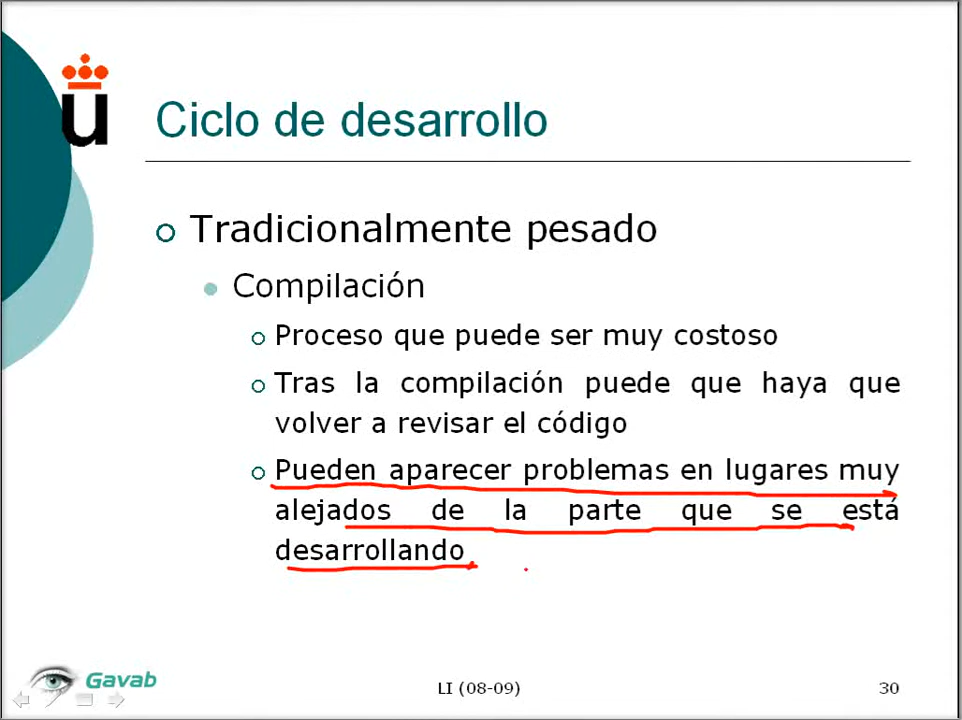 ü
Ciclo de desarrollo
Tradicionalmente pesado
Compilación
Proceso que puede ser muy costoso
Tras la compilación puede que haya que
volver a revisar el código
Pueden aparecer problemas en lugares muy
alejados de la parte que se está
desarrollando
Gavab
LI (08-09)
30